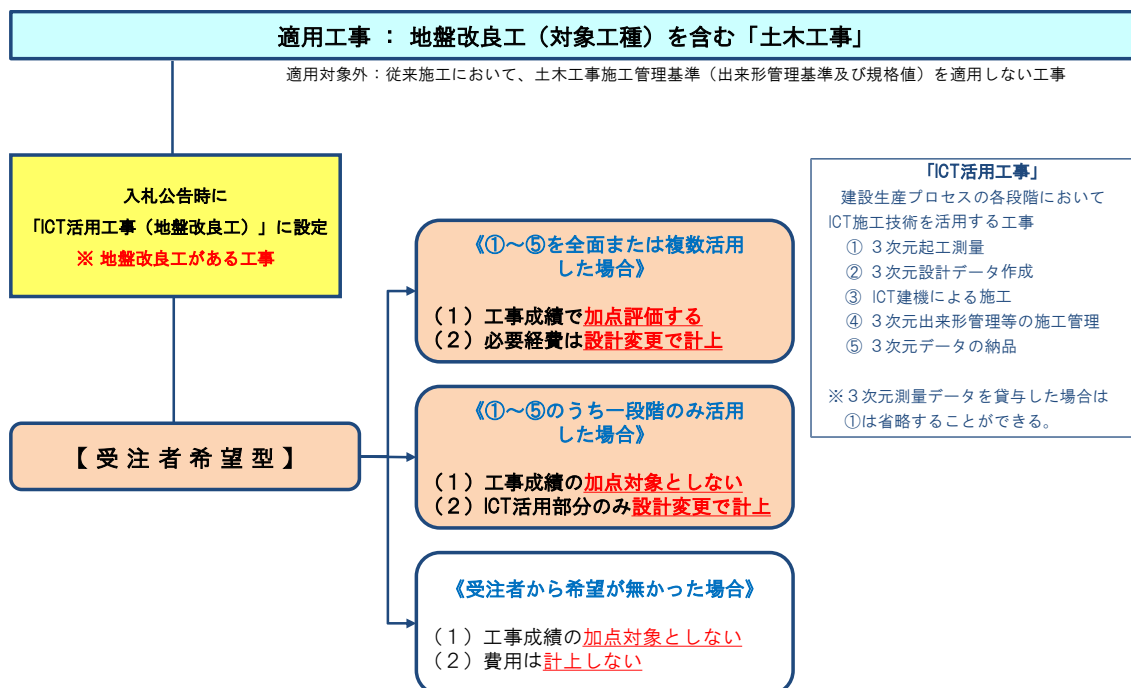 適用工事 ： 地盤改良工（対象工種）を含む「土木工事」
適用対象外：従来施工において、土木工事施工管理基準（出来形管理基準及び規格値）を適用しない工事
入札公告時に
「ICT活用工事（地盤改良工）」に設定
※ 地盤改良工がある工事
【 受 注 者 希 望 型 】
《①～⑤を全面または複数活用
した場合》
（１）工事成績で加点評価する
（２）必要経費は設計変更で計上
《①～⑤のうち一段階のみ活用
した場合》
（１）工事成績の加点対象としない
（２）ICT活用部分のみ設計変更で計上
《受注者から希望が無かった場合》
（１）工事成績の加点対象としない
（２）費用は計上しない
「ICT活用工事」
建設生産プロセスの各段階において
ICT施工技術を活用する工事
① ３次元起工測量
② ３次元設計データ作成
③ ICT建機による施工
④ ３次元出来形管理等の施工管理
⑤ ３次元データの納品
※３次元測量データを貸与した場合は
①は省略することができる。